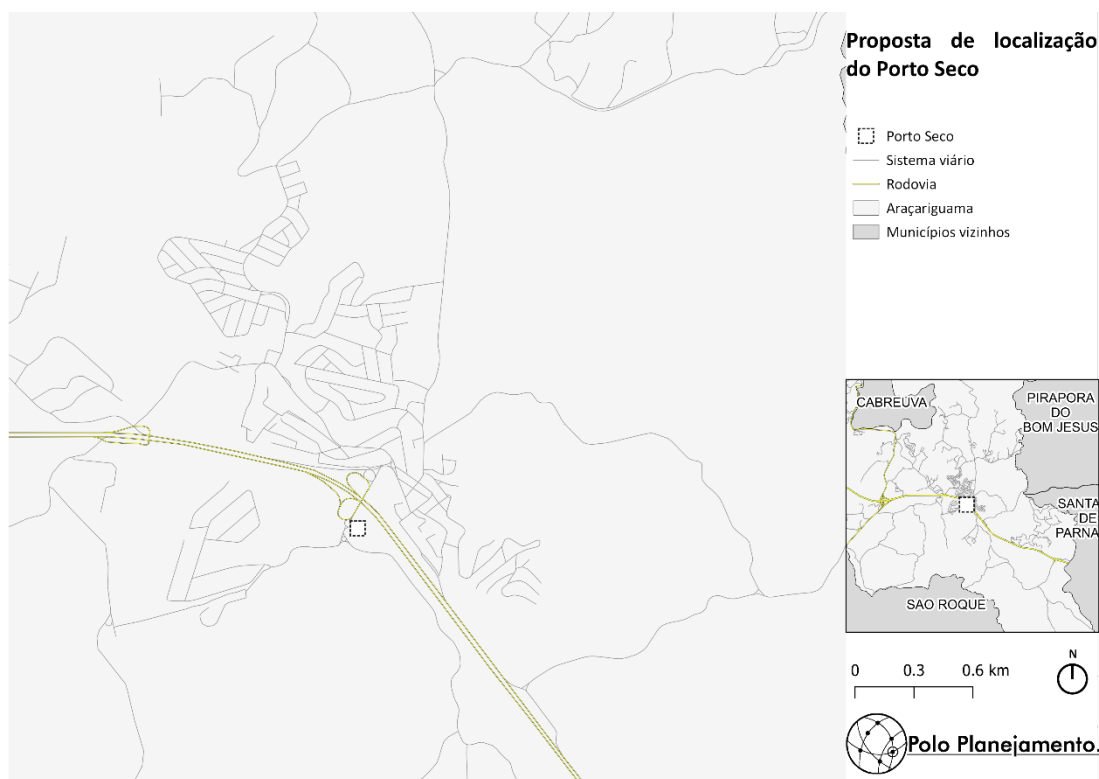 Proposta de localização
do Porto Seco
Porto Seco
Sistema viário
Rodovia
Araçariguama
Municípios vizinhos
CABREUVA
PIRAPORA
DO
BOM JESUS
SANTA
DE
PARNA
SAO ROQUE
0 0.3 0.6 km
N
Polo Planejamento.